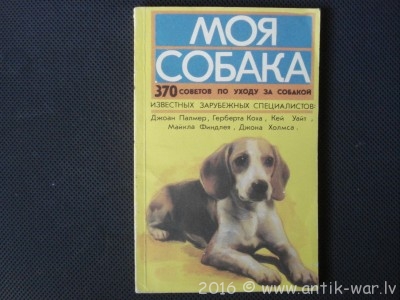 МОЯ
СОБАКА
370 СОВЕТОВ ПО УХОДУ ЗА СОБАКОЙ
ИЗВЕСТНЫХ ЗАРУБЕЖНЫХ СПЕЦИАЛИСТОВ
Джоан Палмер, Герберта Коха, Кей Уайт,
Майкла Финдлея, Джона Холмса.
2016 © www.antik-war.lv